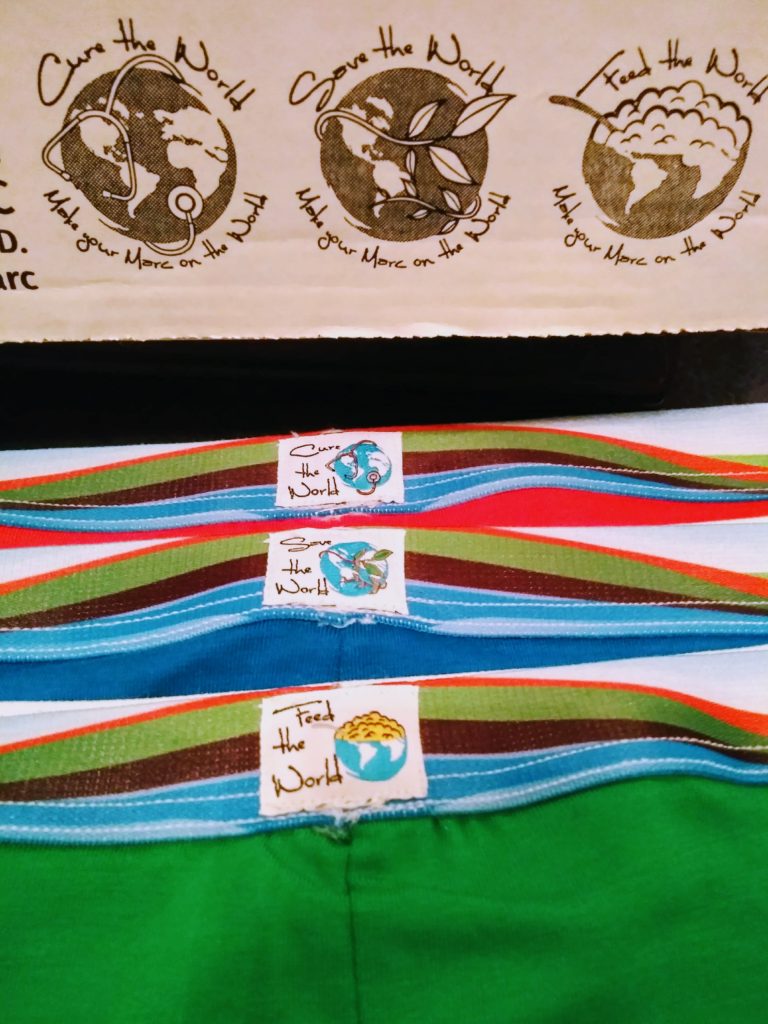 Cure the World
Make your Marc on the World
Save the World
Make your Marc on the World
Feed the World
Make your Marc on the World
D.
arc
Cure
the
World
Save
the
World
Feed
the
World